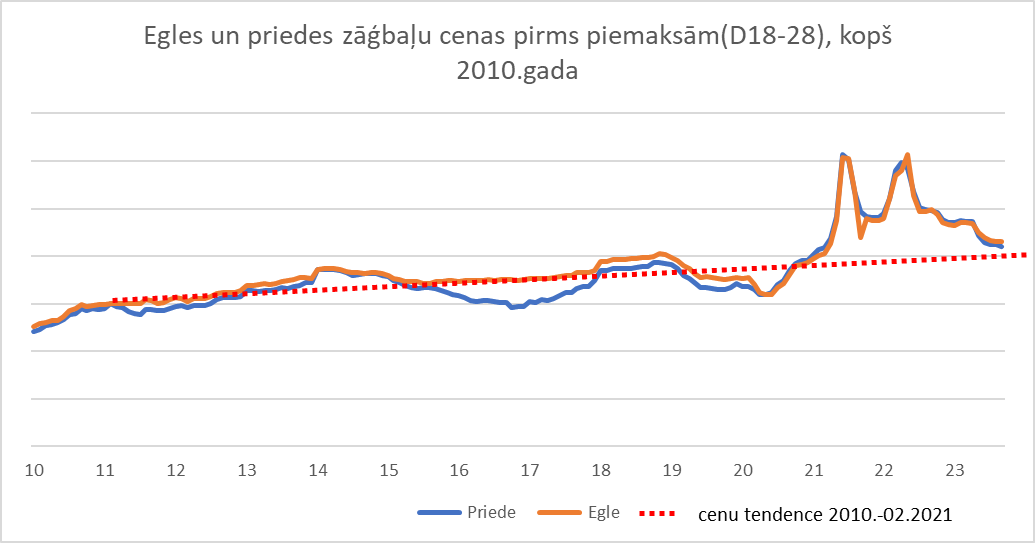 Egles un priedes zāģbaļu cenas pirms piemaksām(D18-28), kopš
2010.gada
10 11 12 13 14 15 16 17 18 19 20 21 22 23
Priede Egle cenu tendence 2010.-02.2021